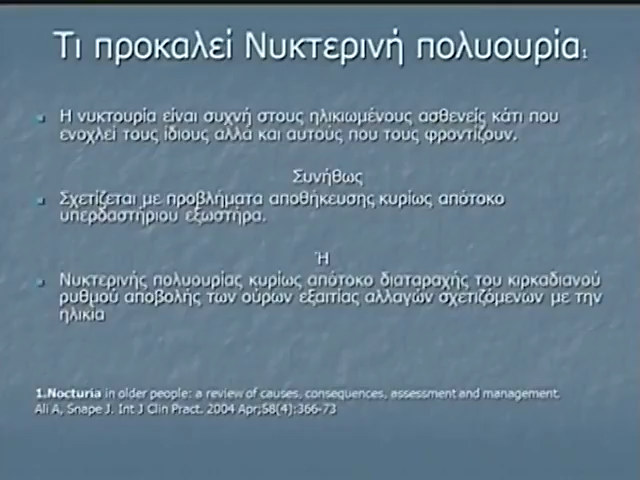 Τι προκαλεί Νυκτερινή πολυουρία1
Η νυκτουρία είναι συχνή στους ηλικιωμένους ασθενείς κάτι που
ενοχλεί τους ίδιους αλλά και αυτούς που τους φροντίζουν.
Συνήθως
Σχετίζεται με προβλήματα αποθήκευσης κυρίως απότοκο
υπερδαστήριου εξωστήρα.
Ή
Νυκτερινής πολυουρίας κυρίως απότοκο διαταραχής του κιρκαδιανού
ρυθμού αποβολής των ούρων εξαιτίας αλλαγών σχετιζόμενων με την
ηλικία
1.Nocturia in older people: a review of causes, consequences, assessment and management.
Ali A, Snape J. Int J Clin Pract. 2004 Apr;58(4):366-73